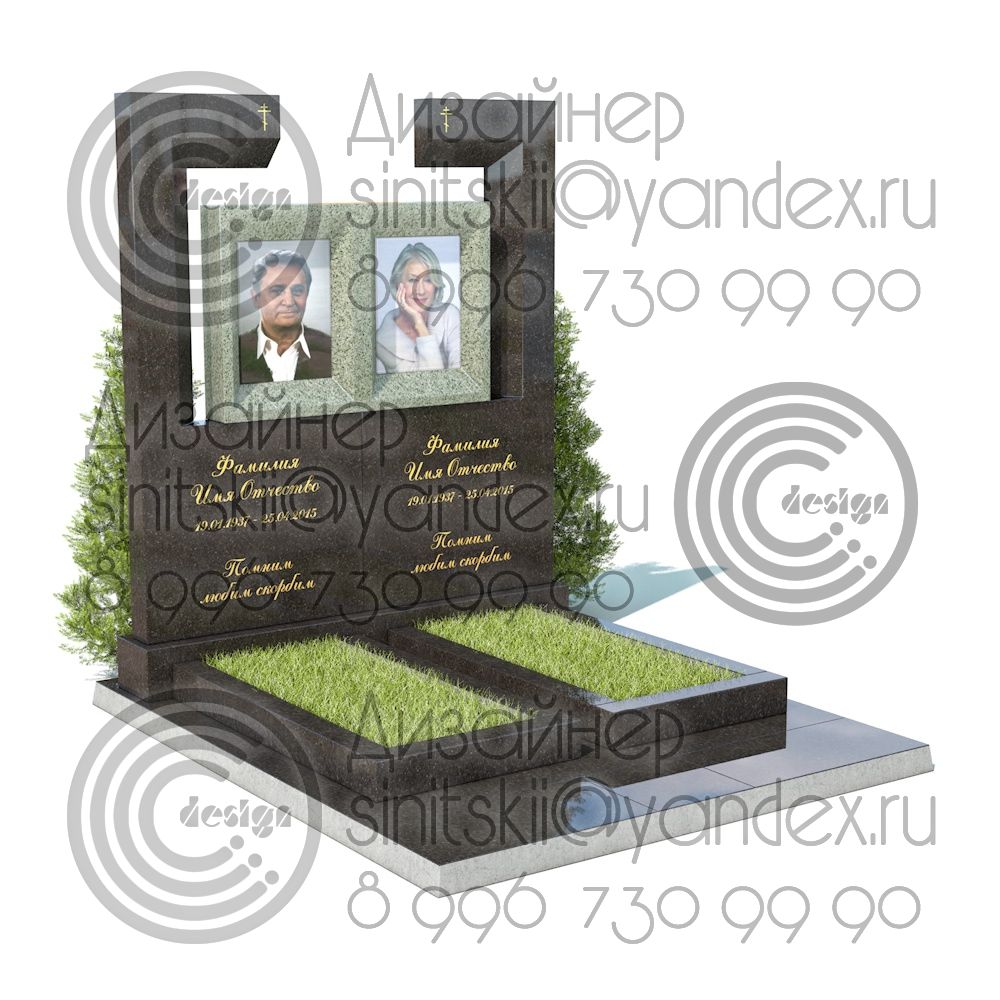 Дизайнер
design
sinitskii@yandex.ru
8 996 730 99 90
Дизайнер
Фамилия
Имя Отчество
19.01.1937 - 25.04.2015
Помним
любим скорбим
Фамилия
Имя Отчество
19.01.1937 - 25.04.2015
Помним
любим скорбим
sinitskii@yandex.ru
8 996 730 99 90
design
Дизайнер
design
sinitskii@yandex.ru
8 996 730 99 90